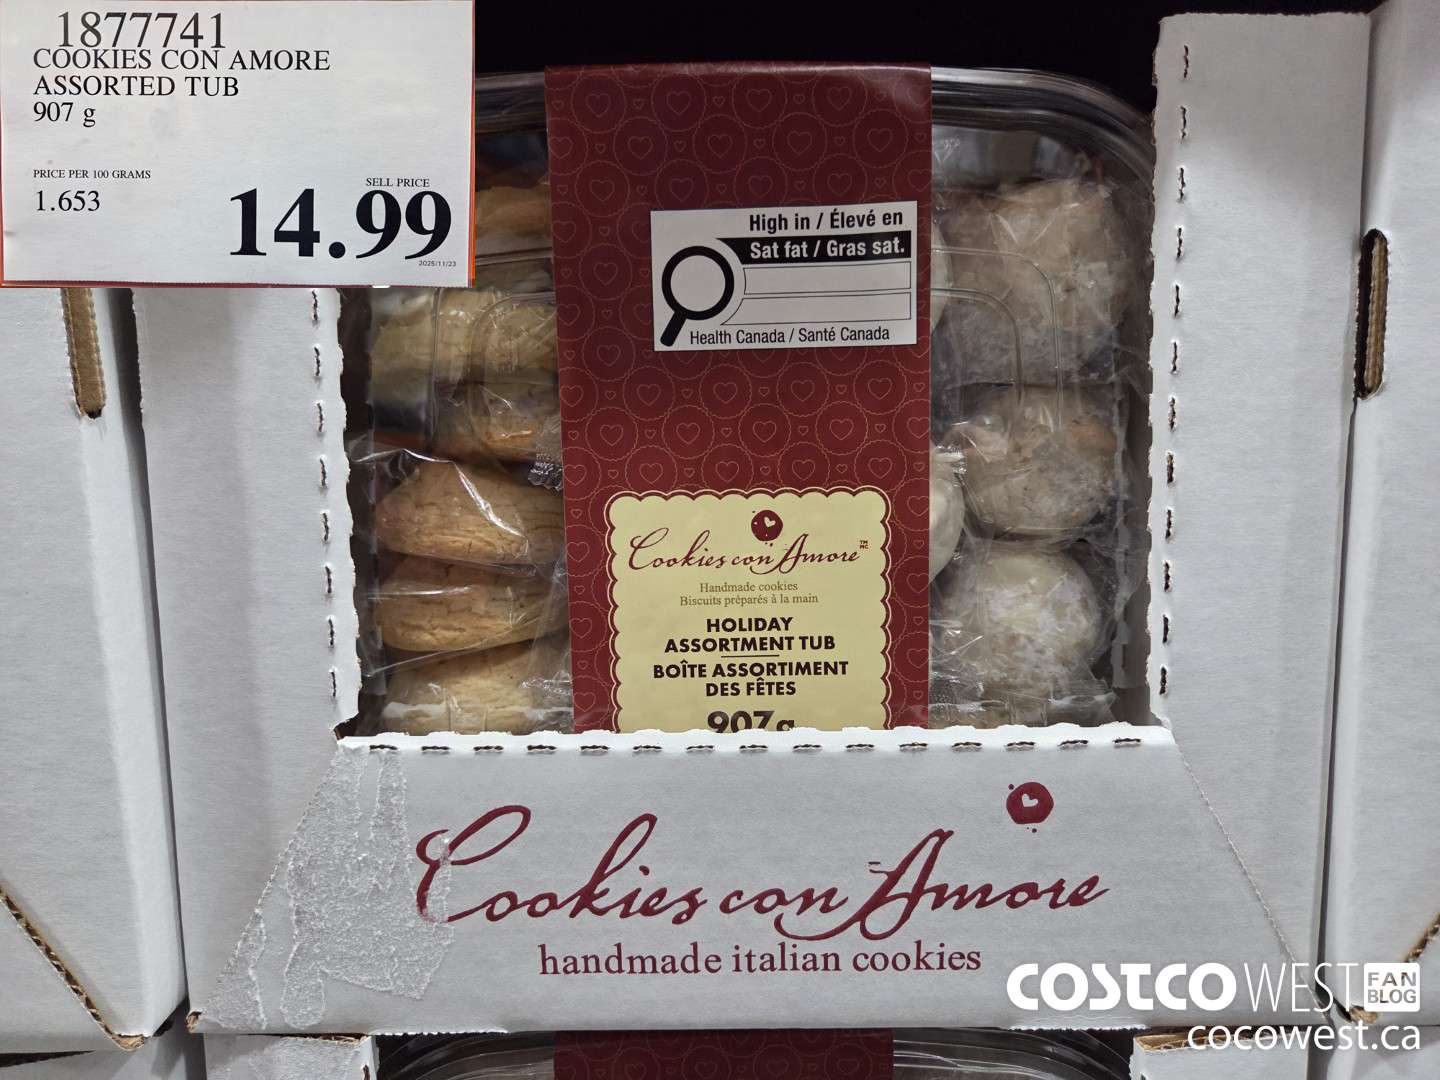 1877741
COOKIES CON AMORE
ASSORTED TUB
907 g
PRICE PER 100 GRAMS
1.653
SELL PRICE
14.99
2025/11/23
High in / Élevé en
Sat fat / Gras sat.
Health Canada / Santé Canada
Cookies con Amore TM MC
Handmade cookies
Biscuits préparés à la main
HOLIDAY
ASSORTMENT TUB
BOÎTE ASSORTIMENT
DES FÊTES
907g
Cookies con Amore
handmade italian cookies
COSTCO WEST FAN BLOG
cocowest.ca